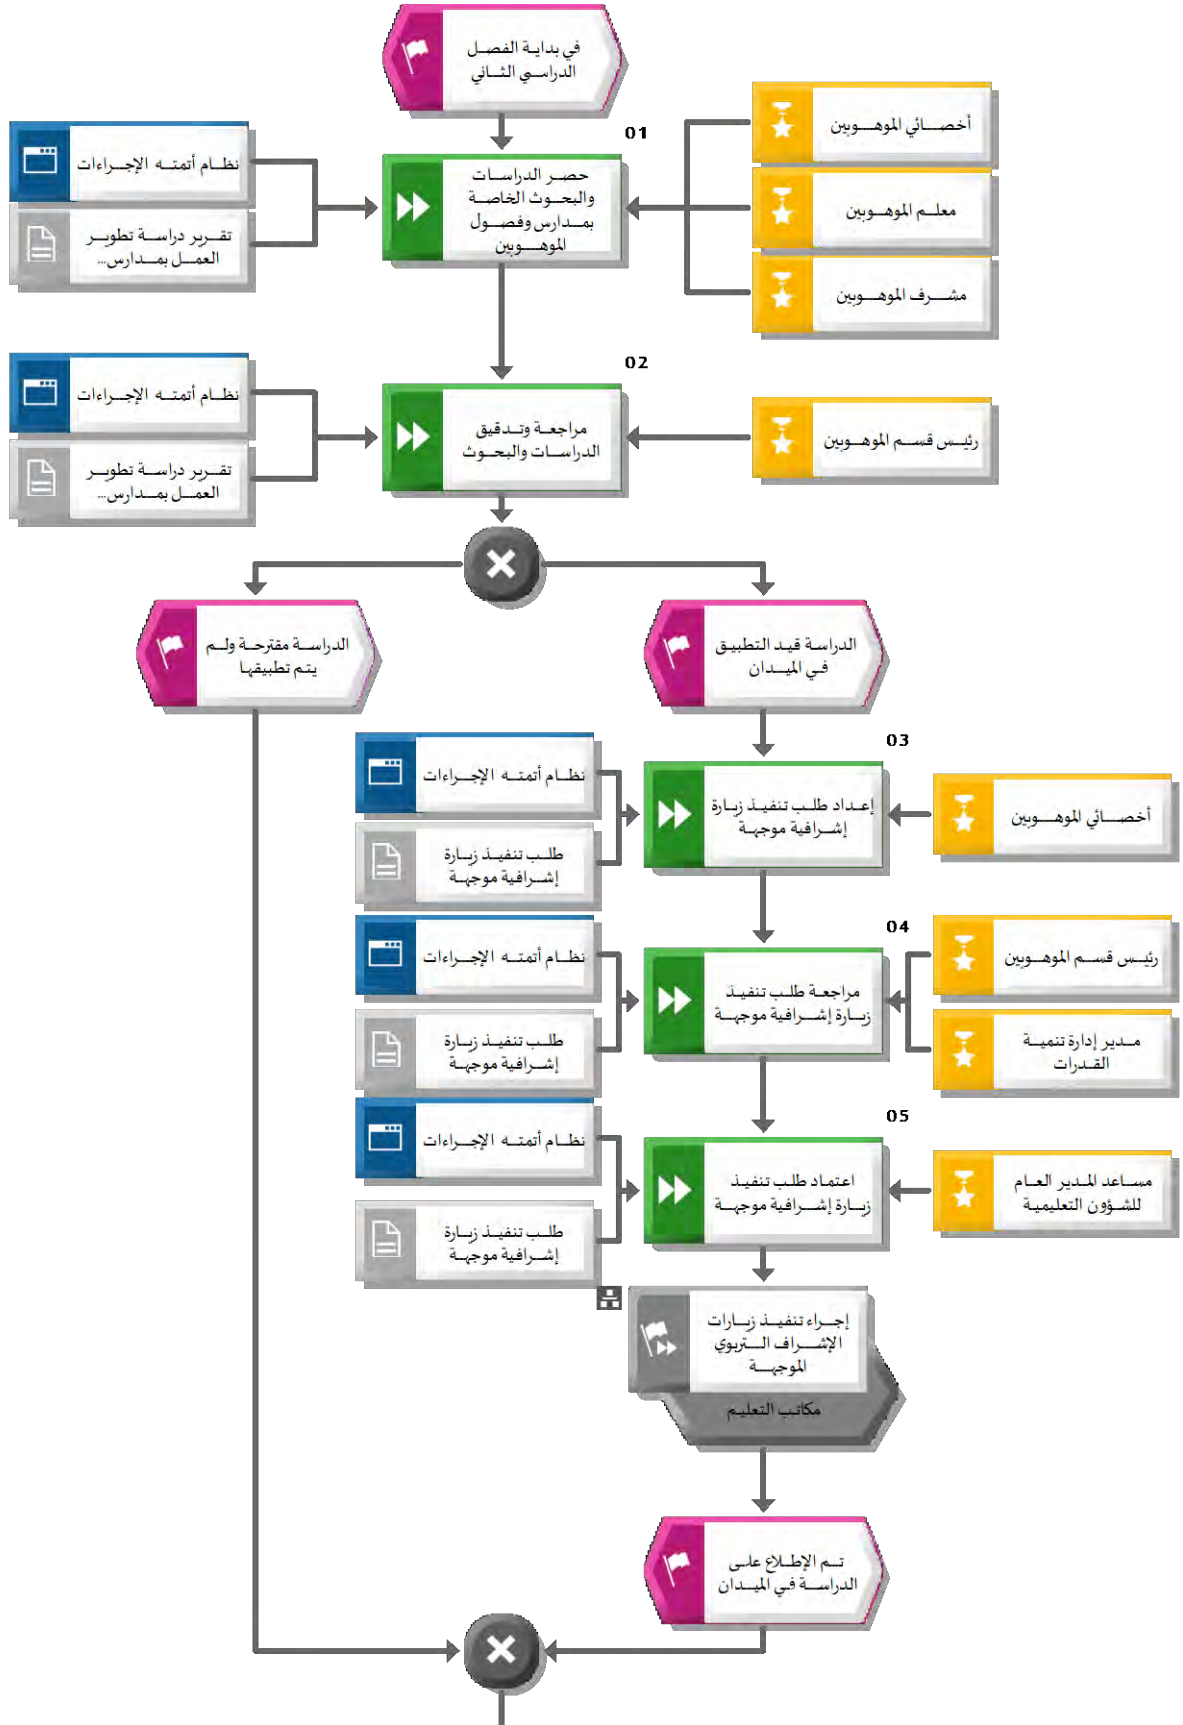 في بداية الفصل
الدراسي الثاني
01
أخصائي الموهوبين
معلم الموهوبين
مشرف الموهوبين
حصر الدراسات
والبحوث الخاصة
بمدارس وفصول
الموهوبين
نظام أتمته الإجراءات
تقرير دراسة تطوير
العمل بمدارس...
02
رئيس قسم الموهوبين
مراجعة وتدقيق
الدراسات والبحوث
نظام أتمته الإجراءات
تقرير دراسة تطوير
العمل بمدارس...
الدراسة قيد التطبيق
في الميدان
الدراسة مقترحة ولم
يتم تطبيقها
03
أخصائي الموهوبين
إعداد طلب تنفيذ زيارة
إشرافية موجهة
نظام أتمته الإجراءات
طلب تنفيذ زيارة
إشرافية موجهة
04
رئيس قسم الموهوبين
مدير إدارة تنمية
القدرات
مراجعة طلب تنفيذ
زيارة إشرافية موجهة
نظام أتمته الإجراءات
طلب تنفيذ زيارة
إشرافية موجهة
05
مساعد المدير العام
للشؤون التعليمية
اعتماد طلب تنفيذ
زيارة إشرافية موجهة
نظام أتمته الإجراءات
طلب تنفيذ زيارة
إشرافية موجهة
إجراء تنفيذ زيارات
الإشراف التربوي
الموجهة
مكاتب التعليم
تم الإطلاع على
الدراسة في الميدان